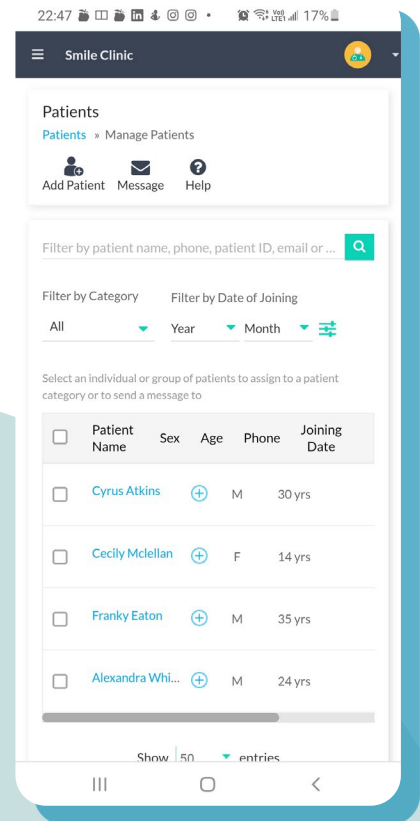 22:47
17%
Smile Clinic
Patients
Patients » Manage Patients
Add Patient Message Help
Filter by patient name, phone, patient ID, email or ...
Filter by Category Filter by Date of Joining
All Year Month
Select an individual or group of patients to assign to a patient
category or to send a message to
Patient Name Sex Age Phone Joining Date
Cyrus Atkins M 30 yrs
Cecily Mclellan F 14 yrs
Franky Eaton M 35 yrs
Alexandra Whi... M 24 yrs
Show 50 entries